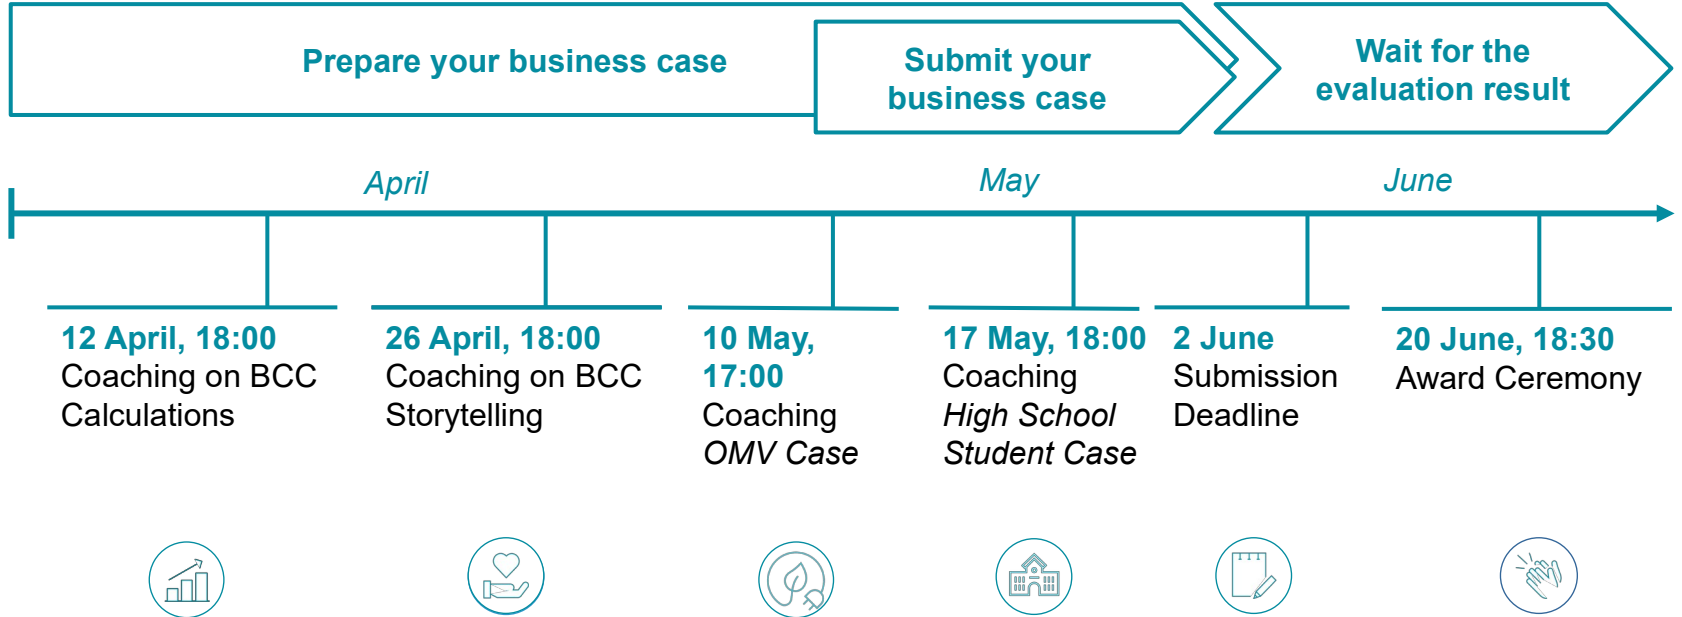 Prepare your business case
Submit your
business case
Wait for the
evaluation result
April
May
June
12 April, 18:00
Coaching on BCC
Calculations
26 April, 18:00
Coaching on BCC
Storytelling
10 May,
17:00
Coaching
OMV Case
17 May, 18:00
Coaching
High School
Student Case
2 June
Submission
Deadline
20 June, 18:30
Award Ceremony